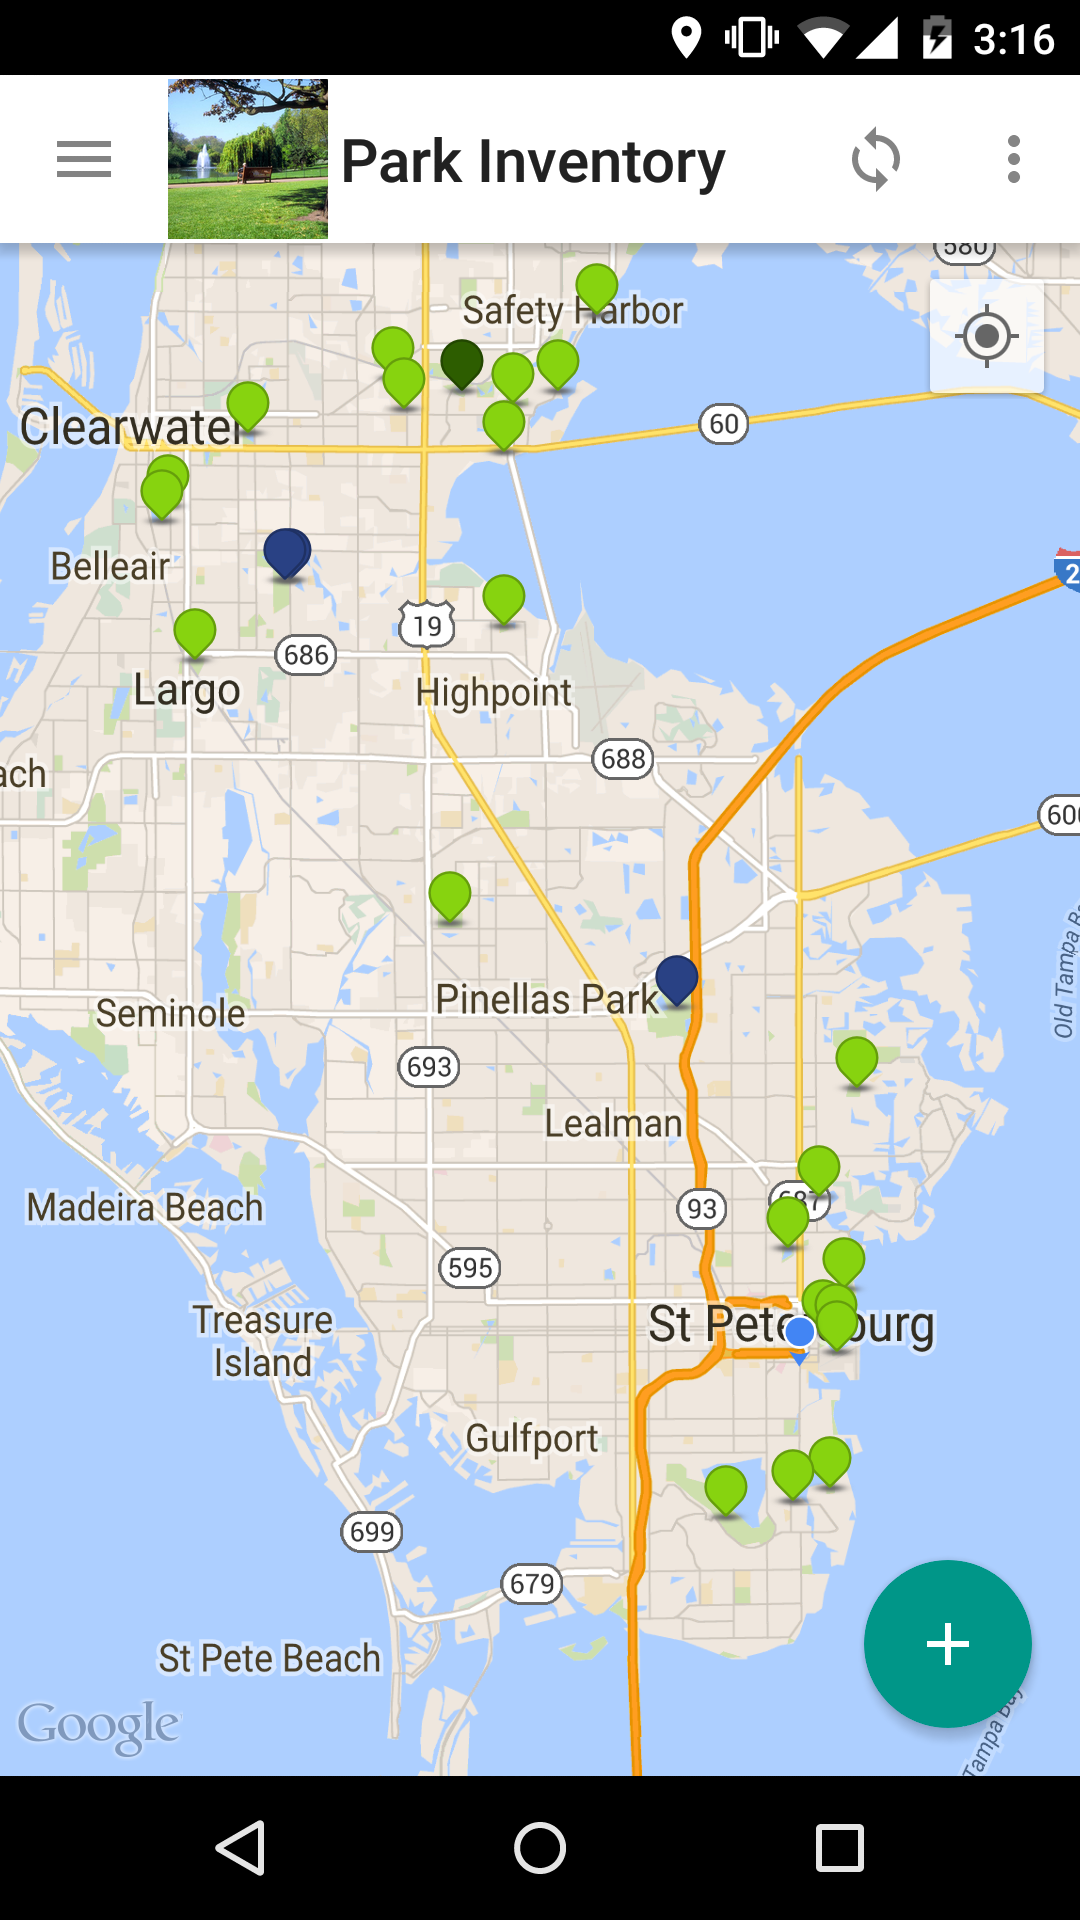 3:16
Park Inventory
580
Safety Harbor
60
Clearwater
Belleair
19
686
Largo
Highpoint
688
Pinellas Park
Seminole
693
Old Tampa
Lealman
Madeira Beach
687
93
595
Treasure
Island
St Petersburg
Gulfport
699
679
St Pete Beach
Google
Tampa Bay